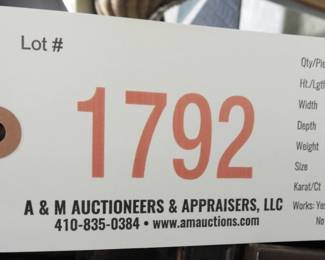 Lot #
1792
A & M AUCTIONEERS & APPRAISERS, LLC
410-835-0384 • www.amauctions.com
Qty/Pie
Ht./Lgth
Width
Depth
Weight
Size
Karat/Ct
Works: Yes
No